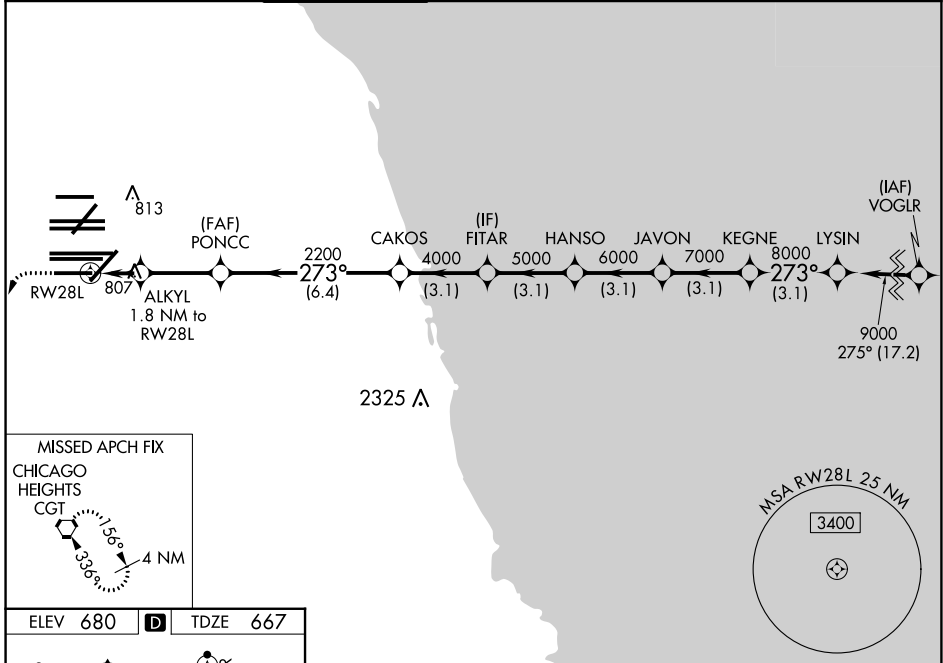 (IAF)
VOGLR
813
(FAF)
PONCC
CAKOS
(IF)
FITAR
HANSO
JAVON
KEGNE
LYSIN
2200
273°
(6.4)
4000
(3.1)
5000
(3.1)
6000
(3.1)
7000
(3.1)
8000
273°
(3.1)
9000
275° (17.2)
RW28L
807
ALKYL
1.8 NM to
RW28L
2325
MISSED APCH FIX
CHICAGO
HEIGHTS
CGT
156°
336°
4 NM
MSA RW28L 25 NM
3400
ELEV 680 D TDZE 667